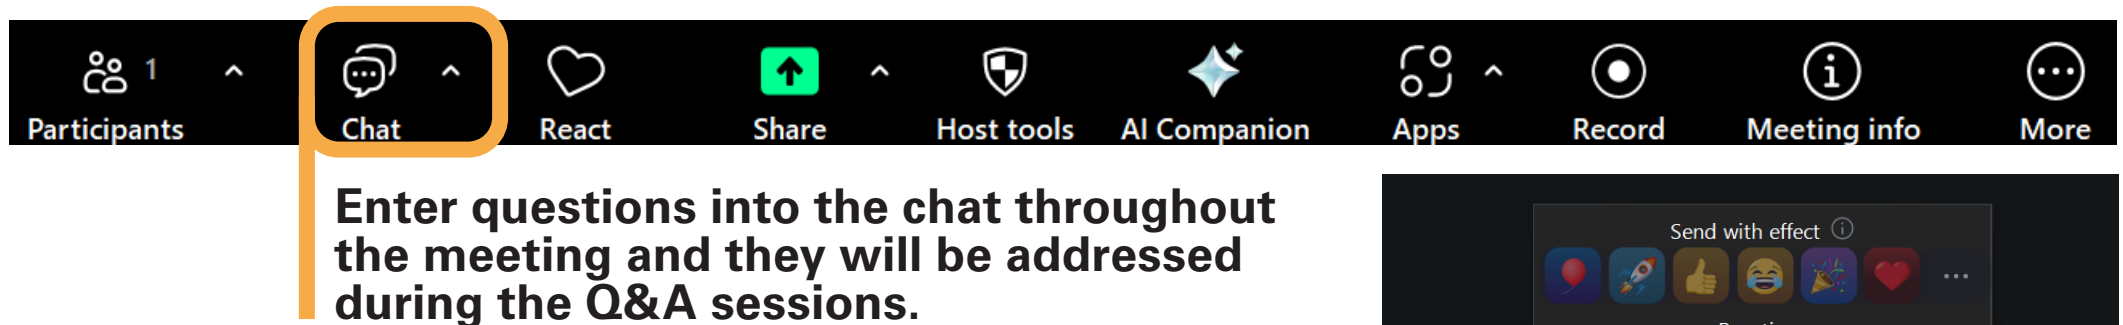 1
Participants Chat React Share Host tools AI Companion Apps Record Meeting info More
Enter questions into the chat throughout
the meeting and they will be addressed
during the Q&A sessions.
Send with effect